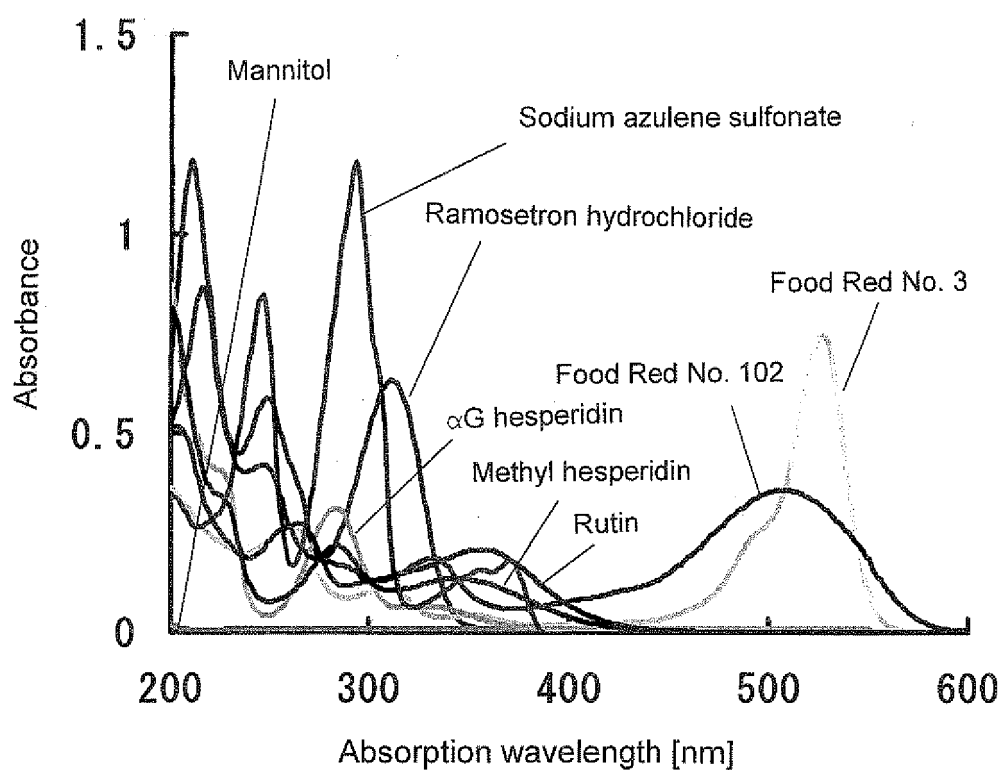 1.5
Mannitol
Sodium azulene sulfonate
1
Ramosetron hydrochloride
Food Red No. 3
Absorbance
Food Red No. 102
αG hesperidin
0.5
Methyl hesperidin
Rutin
0
200 300 400 500 600
Absorption wavelength [nm]